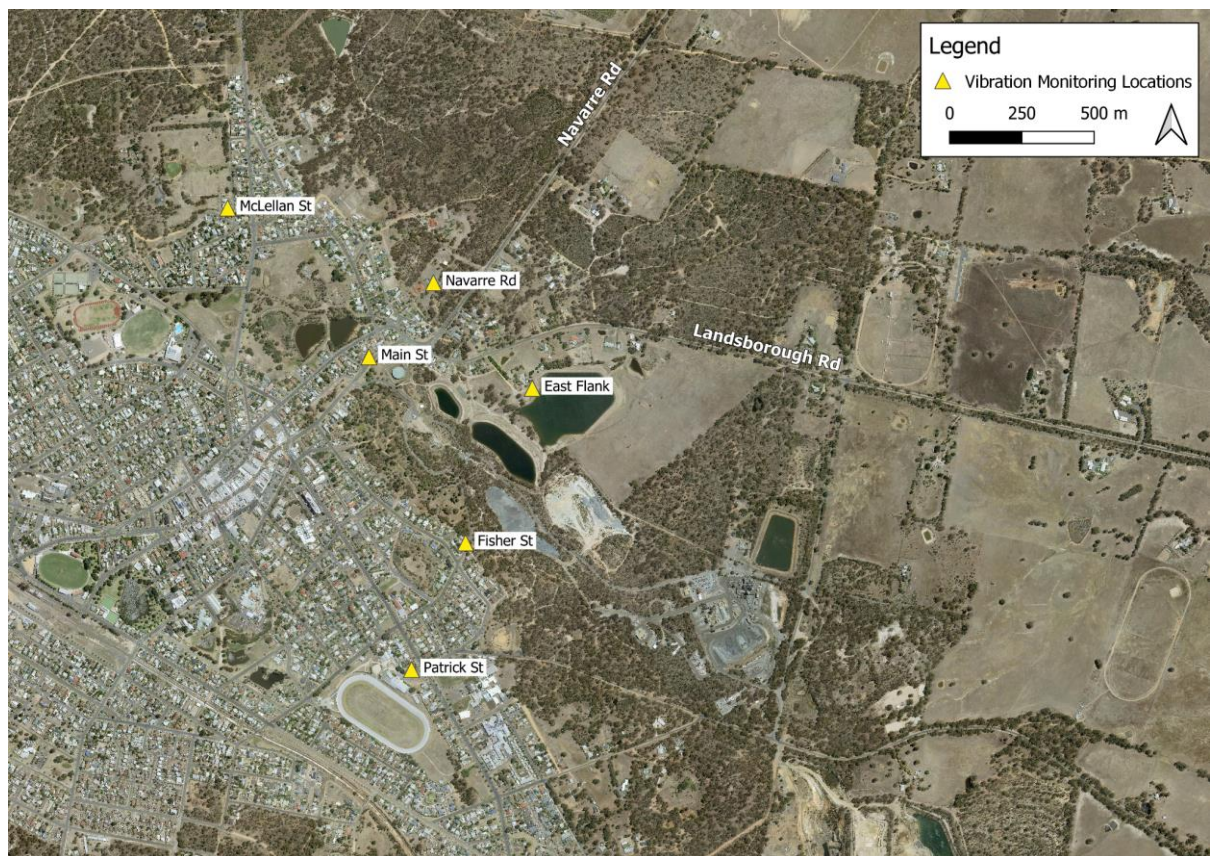 Legend
Vibration Monitoring Locations
0 250 500 m
Navarre Rd
McLellan St
Navarre Rd
Landsborough Rd
Main St
East Flank
Fisher St
Patrick St